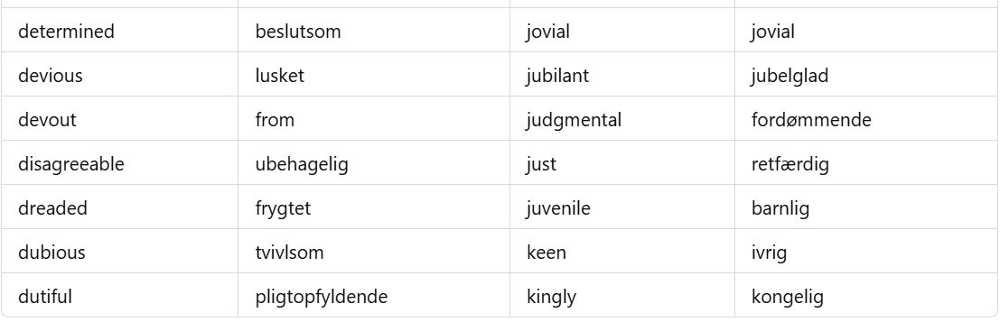 determined beslutsom jovial jovial
devious lusket jubilant jubelglad
devout from judgmental fordømmende
disagreeable ubehagelig just retfærdig
dreaded frygtet juvenile barnlig
dubious tvivlsom keen ivrig
dutiful pligtopfyldende kingly kongelig